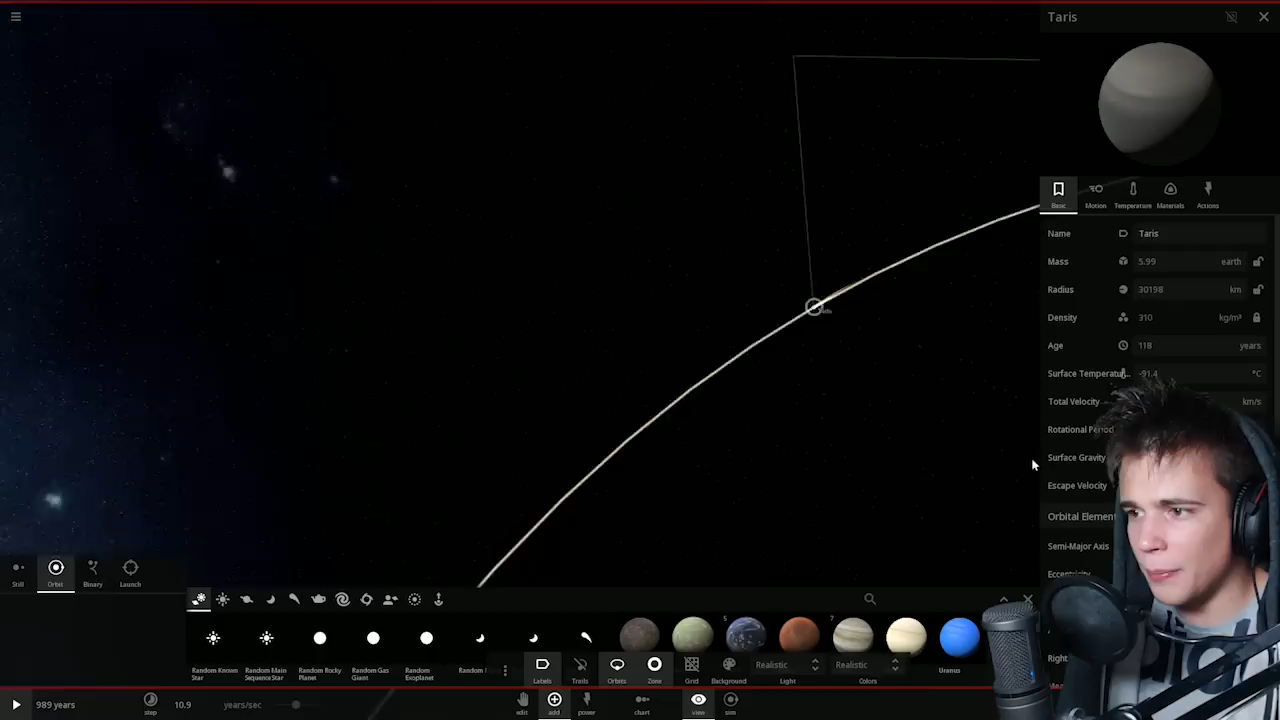 Taris
Basic
Motion
Temperature
Materials
Actions
Name
Taris
Mass
5.99
earth
Radius
30198
km
Density
310
kg/m³
Age
118
years
Surface Temperatu...
-91.4
°C
Total Velocity
km/s
Rotational Period
Surface Gravity
Escape Velocity
Orbital Element
Semi-Major Axis
Eccentricity
Right
Still
Orbit
Binary
Launch
5
7
Random Known
Star
Random Main
Sequence Star
Random Rocky
Planet
Random Gas
Giant
Random
Exoplanet
Random
Uranus
Labels
Trails
Orbits
Zone
Grid
Background
Realistic
Light
Realistic
Colors
989 years
step
10.9
years/sec
edit
add
power
chart
view
sim